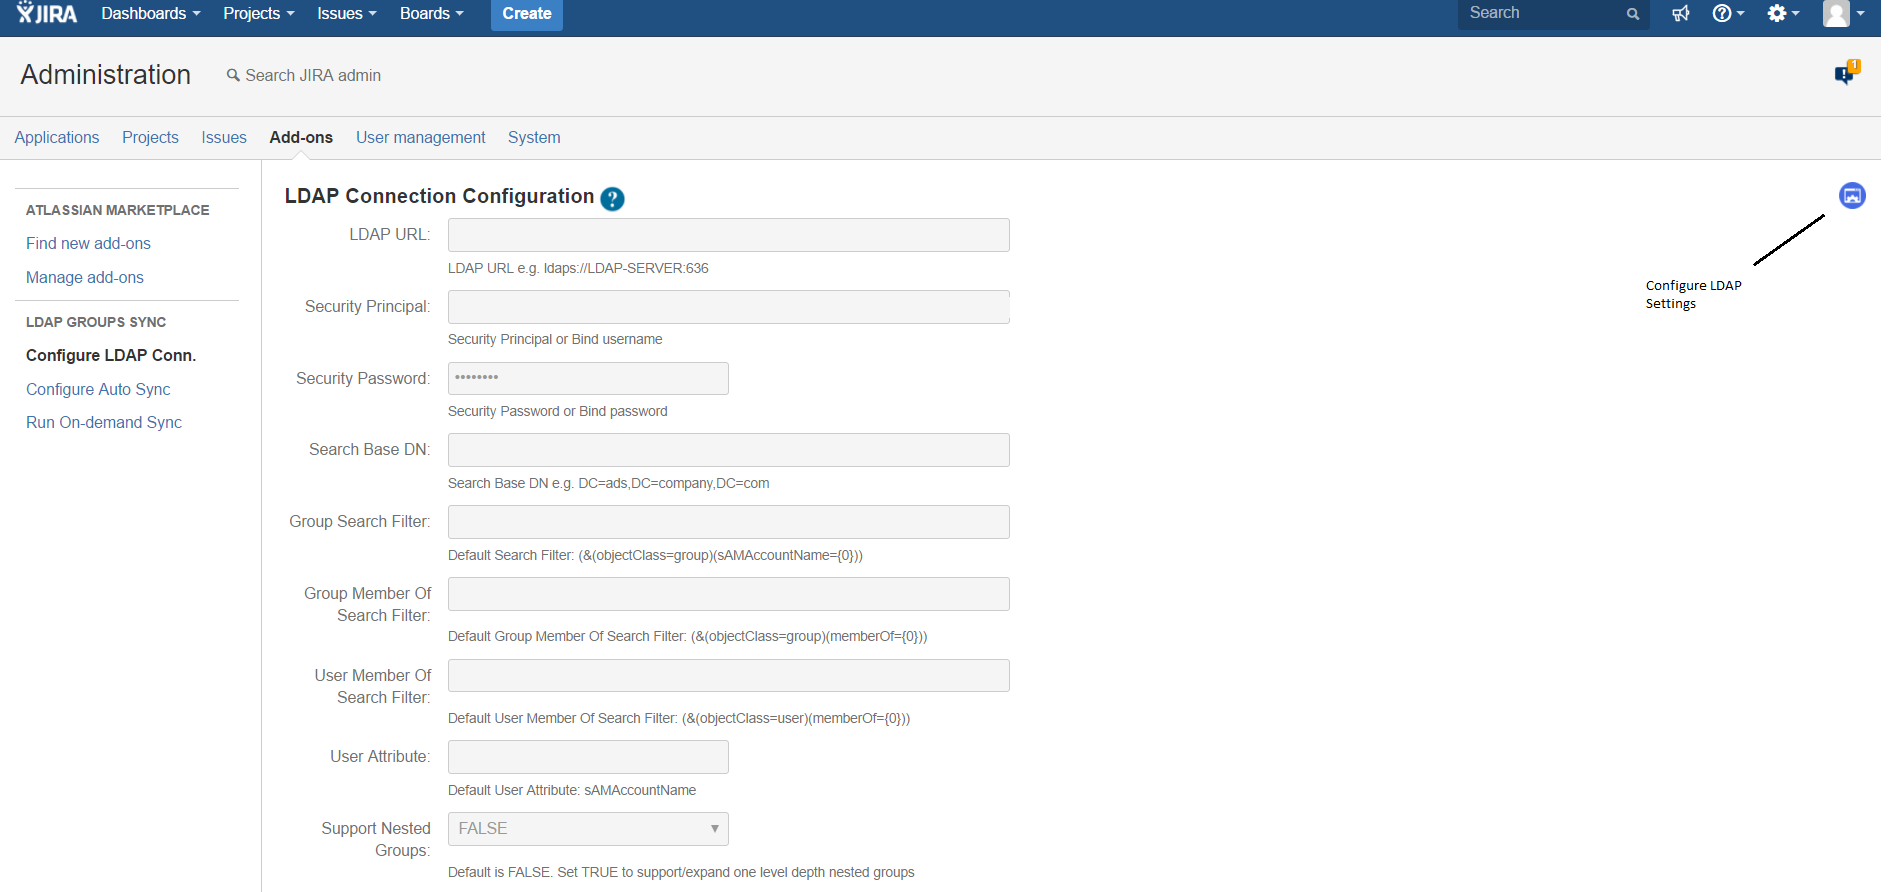 JIRA Dashboards Projects Issues Boards Create Search
1
Administration Search JIRA admin
Applications Projects Issues Add-ons User management System
ATLASSIAN MARKETPLACE
Find new add-ons
Manage add-ons
LDAP GROUPS SYNC
Configure LDAP Conn.
Configure Auto Sync
Run On-demand Sync
LDAP Connection Configuration ?
LDAP URL:
LDAP URL e.g. ldaps://LDAP-SERVER:636
Security Principal:
Security Principal or Bind username
Security Password: ••••••••
Security Password or Bind password
Search Base DN:
Search Base DN e.g. DC=ads,DC=company,DC=com
Group Search Filter:
Default Search Filter: (&(objectClass=group)(sAMAccountName={0}))
Group Member Of
Search Filter:
Default Group Member Of Search Filter: (&(objectClass=group)(memberOf={0}))
User Member Of
Search Filter:
Default User Member Of Search Filter: (&(objectClass=user)(memberOf={0}))
User Attribute:
Default User Attribute: sAMAccountName
Support Nested
Groups:
FALSE
Default is FALSE. Set TRUE to support/expand one level depth nested groups
Configure LDAP
Settings